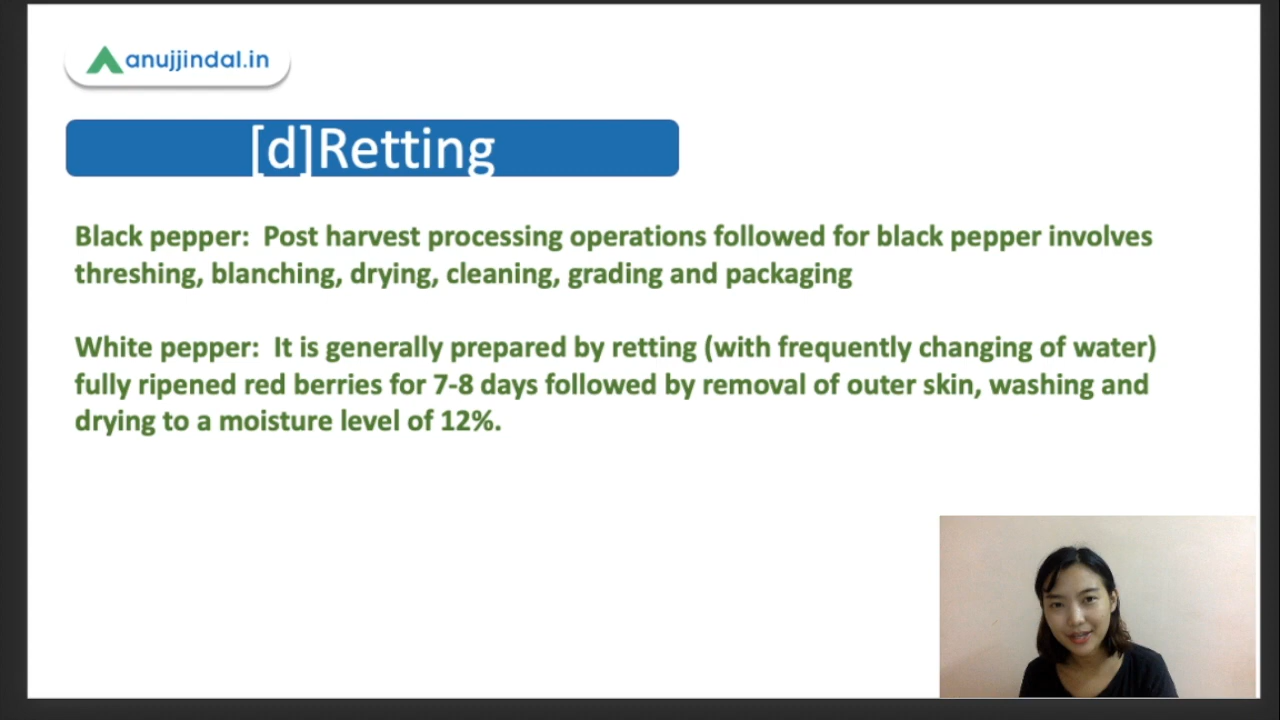 anujjindal.in
[d]Retting
Black pepper:  Post harvest processing operations followed for black pepper involves
threshing, blanching, drying, cleaning, grading and packaging
White pepper:  It is generally prepared by retting (with frequently changing of water)
fully ripened red berries for 7-8 days followed by removal of outer skin, washing and
drying to a moisture level of 12%.